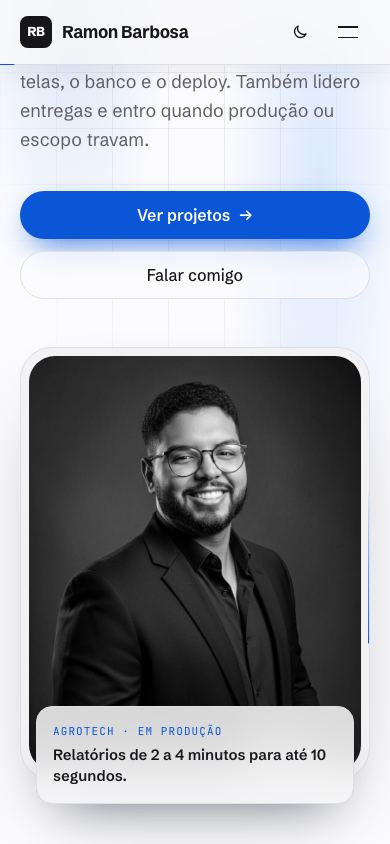 RB Ramon Barbosa
telas, o banco e o deploy. Também lidero
entregas e entro quando produção ou
escopo travam.
Ver projetos →
Falar comigo
AGROTECH · EM PRODUÇÃO
Relatórios de 2 a 4 minutos para até 10
segundos.